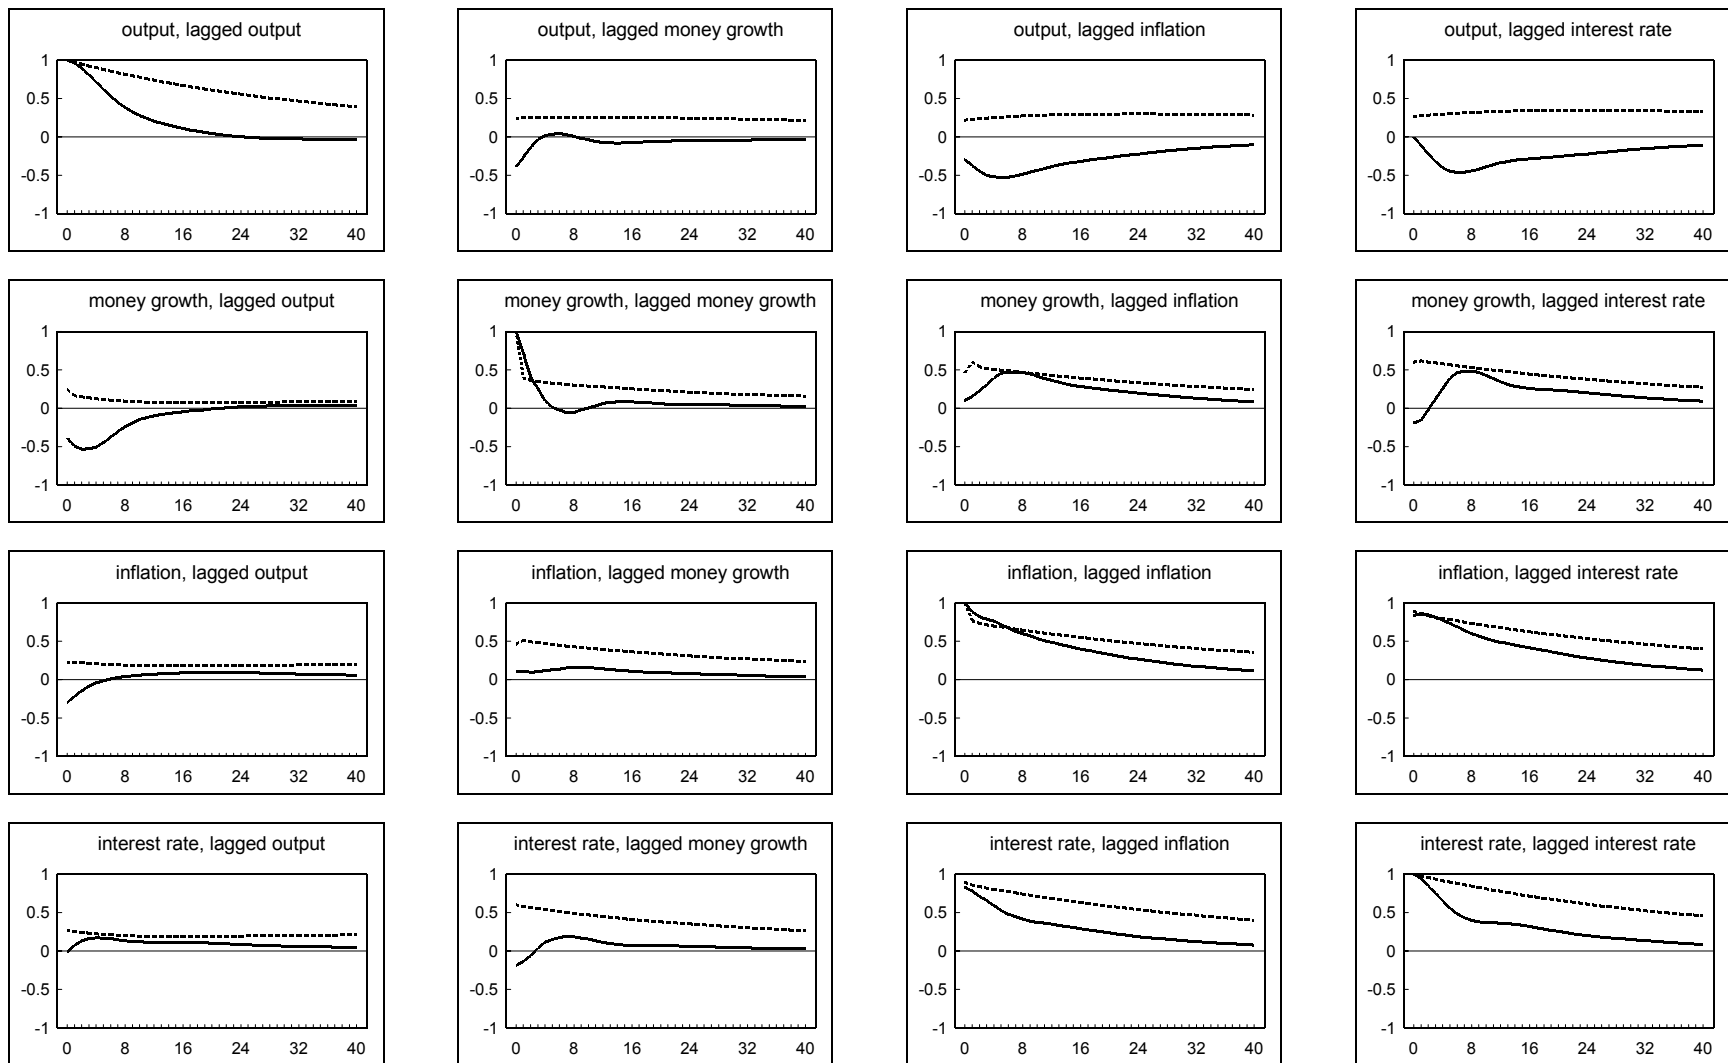 output, lagged output
1
0.5
0
-0.5
-1
0 8 16 24 32 40
output, lagged money growth
1
0.5
0
-0.5
-1
0 8 16 24 32 40
output, lagged inflation
1
0.5
0
-0.5
-1
0 8 16 24 32 40
output, lagged interest rate
1
0.5
0
-0.5
-1
0 8 16 24 32 40
money growth, lagged output
1
0.5
0
-0.5
-1
0 8 16 24 32 40
money growth, lagged money growth
1
0.5
0
-0.5
-1
0 8 16 24 32 40
money growth, lagged inflation
1
0.5
0
-0.5
-1
0 8 16 24 32 40
money growth, lagged interest rate
1
0.5
0
-0.5
-1
0 8 16 24 32 40
inflation, lagged output
1
0.5
0
-0.5
-1
0 8 16 24 32 40
inflation, lagged money growth
1
0.5
0
-0.5
-1
0 8 16 24 32 40
inflation, lagged inflation
1
0.5
0
-0.5
-1
0 8 16 24 32 40
inflation, lagged interest rate
1
0.5
0
-0.5
-1
0 8 16 24 32 40
interest rate, lagged output
1
0.5
0
-0.5
-1
0 8 16 24 32 40
interest rate, lagged money growth
1
0.5
0
-0.5
-1
0 8 16 24 32 40
interest rate, lagged inflation
1
0.5
0
-0.5
-1
0 8 16 24 32 40
interest rate, lagged interest rate
1
0.5
0
-0.5
-1
0 8 16 24 32 40